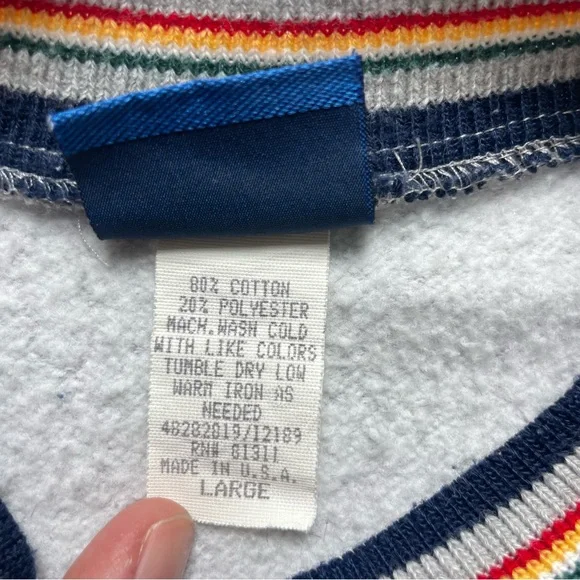 80% COTTON
20% POLYESTER
MACH.WASH COLD
WITH LIKE COLORS
TUMBLE DRY LOW
WARM IRON AS
NEEDED
48282819/12189
RN# 81311
MADE IN U.S.A.
LARGE